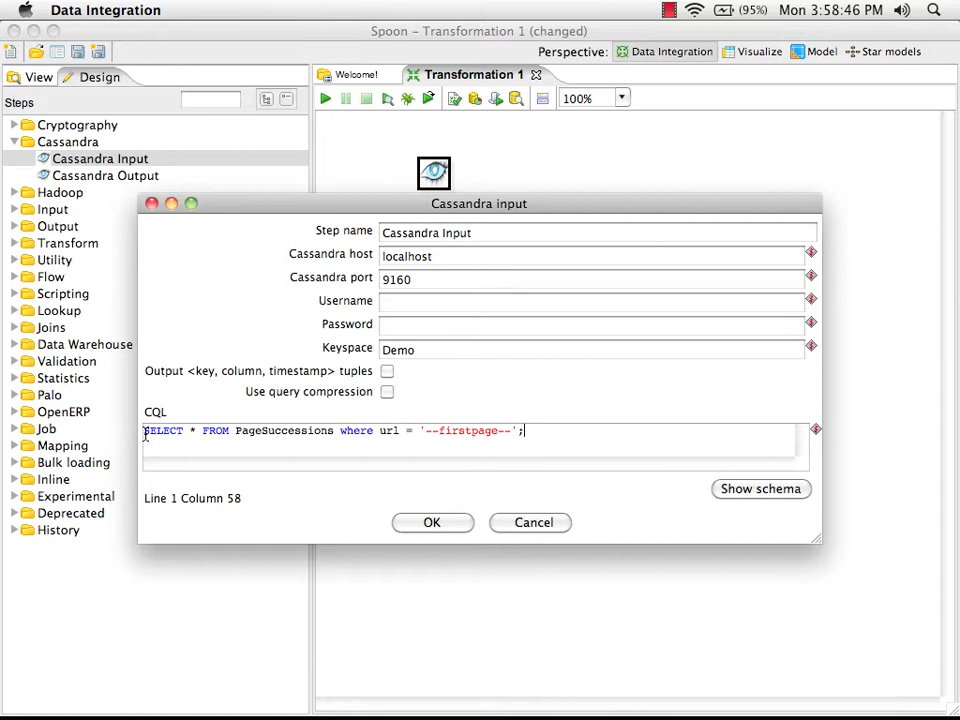 Data Integration
(95%) Mon 3:58:46 PM
Spoon – Transformation 1 (changed)
Perspective: Data Integration Visualize Model Star models
View Design
Welcome! Transformation 1
Steps
100%
Cryptography
Cassandra
Cassandra Input
Cassandra Output
Hadoop
Input
Output
Transform
Utility
Flow
Scripting
Lookup
Joins
Data Warehouse
Validation
Statistics
Palo
OpenERP
Job
Mapping
Bulk loading
Inline
Experimental
Deprecated
History
Cassandra input
Step name Cassandra Input
Cassandra host localhost
Cassandra port 9160
Username
Password
Keyspace Demo
Output <key, column, timestamp> tuples
Use query compression
CQL
SELECT * FROM PageSuccessions where url = '--firstpage--';
Show schema
Line 1 Column 58
OK Cancel